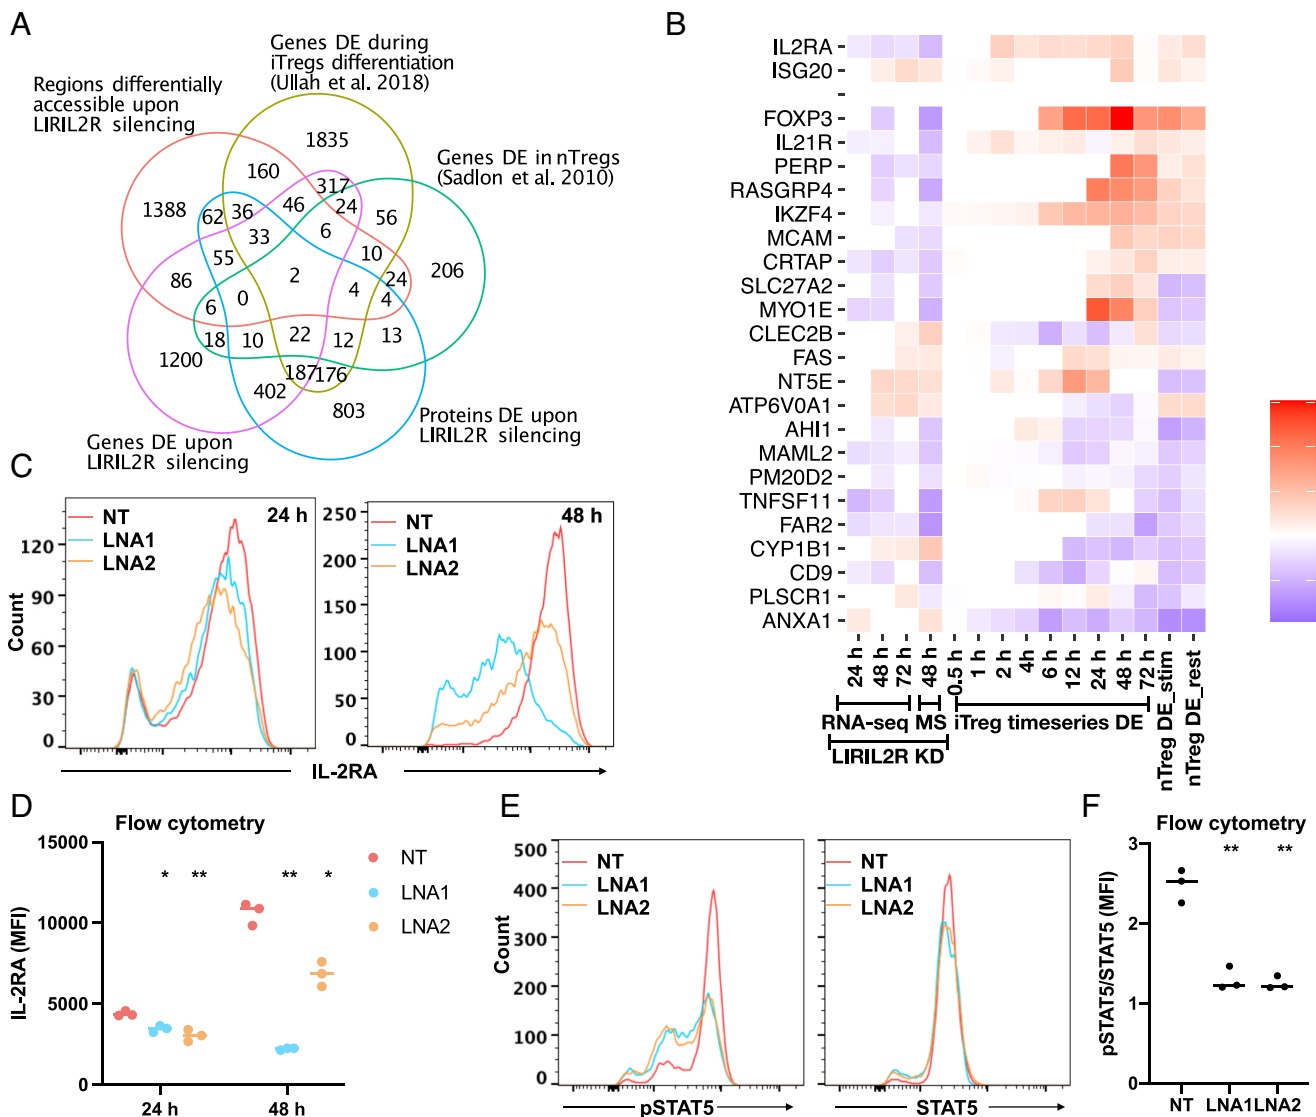 A
Genes DE during
iTregs differentiation
(Ullah et al. 2018)
Regions differentially
accessible upon
LIRIL2R silencing
Genes DE in nTregs
(Sadlon et al. 2010)
1835
160
317
1388
62
36
46
24
56
33
6
55
10
206
86
2
24
0
4
4
6
18
10
22
12
13
1200
187
176
402
803
Genes DE upon
LIRIL2R silencing
Proteins DE upon
LIRIL2R silencing
B
IL2RA
ISG20
FOXP3
IL21R
PERP
RASGRP4
IKZF4
MCAM
CRTAP
SLC27A2
MYO1E
CLEC2B
FAS
NT5E
ATP6V0A1
AHI1
MAML2
PM20D2
TNFSF11
FAR2
CYP1B1
CD9
PLSCR1
ANXA1
24 h
48 h
72 h
48 h
0.5 h
1 h
2 h
4h
6 h
12 h
24 h
48 h
72 h
nTreg DE_stim
nTreg DE_rest
RNA-seq MS iTreg timeseries DE
LIRIL2R KD
C
NT
LNA1
LNA2
24 h
120
90
60
30
0
Count
NT
LNA1
LNA2
48 h
250
200
150
100
50
0
IL-2RA
D
Flow cytometry
15000
10000
5000
0
IL-2RA (MFI)
* ** ** *
24 h 48 h
NT
LNA1
LNA2
E
NT
LNA1
LNA2
500
400
300
200
100
0
Count
pSTAT5
NT
LNA1
LNA2
STAT5
F
Flow cytometry
** **
3
2
1
0
pSTAT5/STAT5 (MFI)
NT LNA1 LNA2